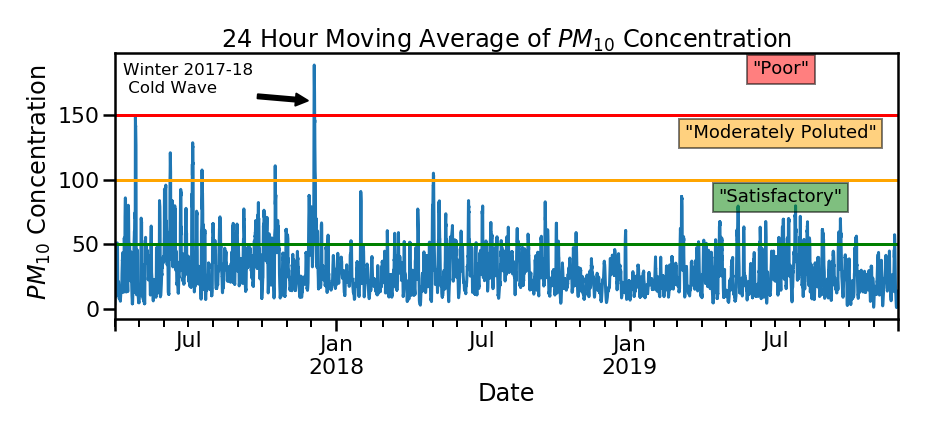 24 Hour Moving Average of PM₁₀ Concentration
Winter 2017-18
Cold Wave
"Poor"
"Moderately Poluted"
"Satisfactory"
PM₁₀ Concentration
150
100
50
0
Jul
Jan
2018
Jul
Jan
2019
Jul
Date